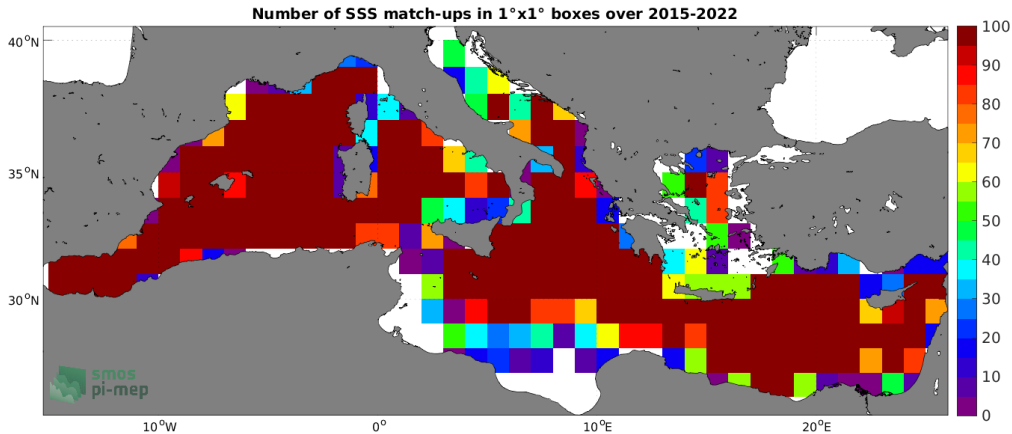 Number of SSS match-ups in 1°x1° boxes over 2015-2022
40°N
35°N
30°N
10°W
0°
10°E
20°E
100
90
80
70
60
50
40
30
20
10
0
smos
pi-mep